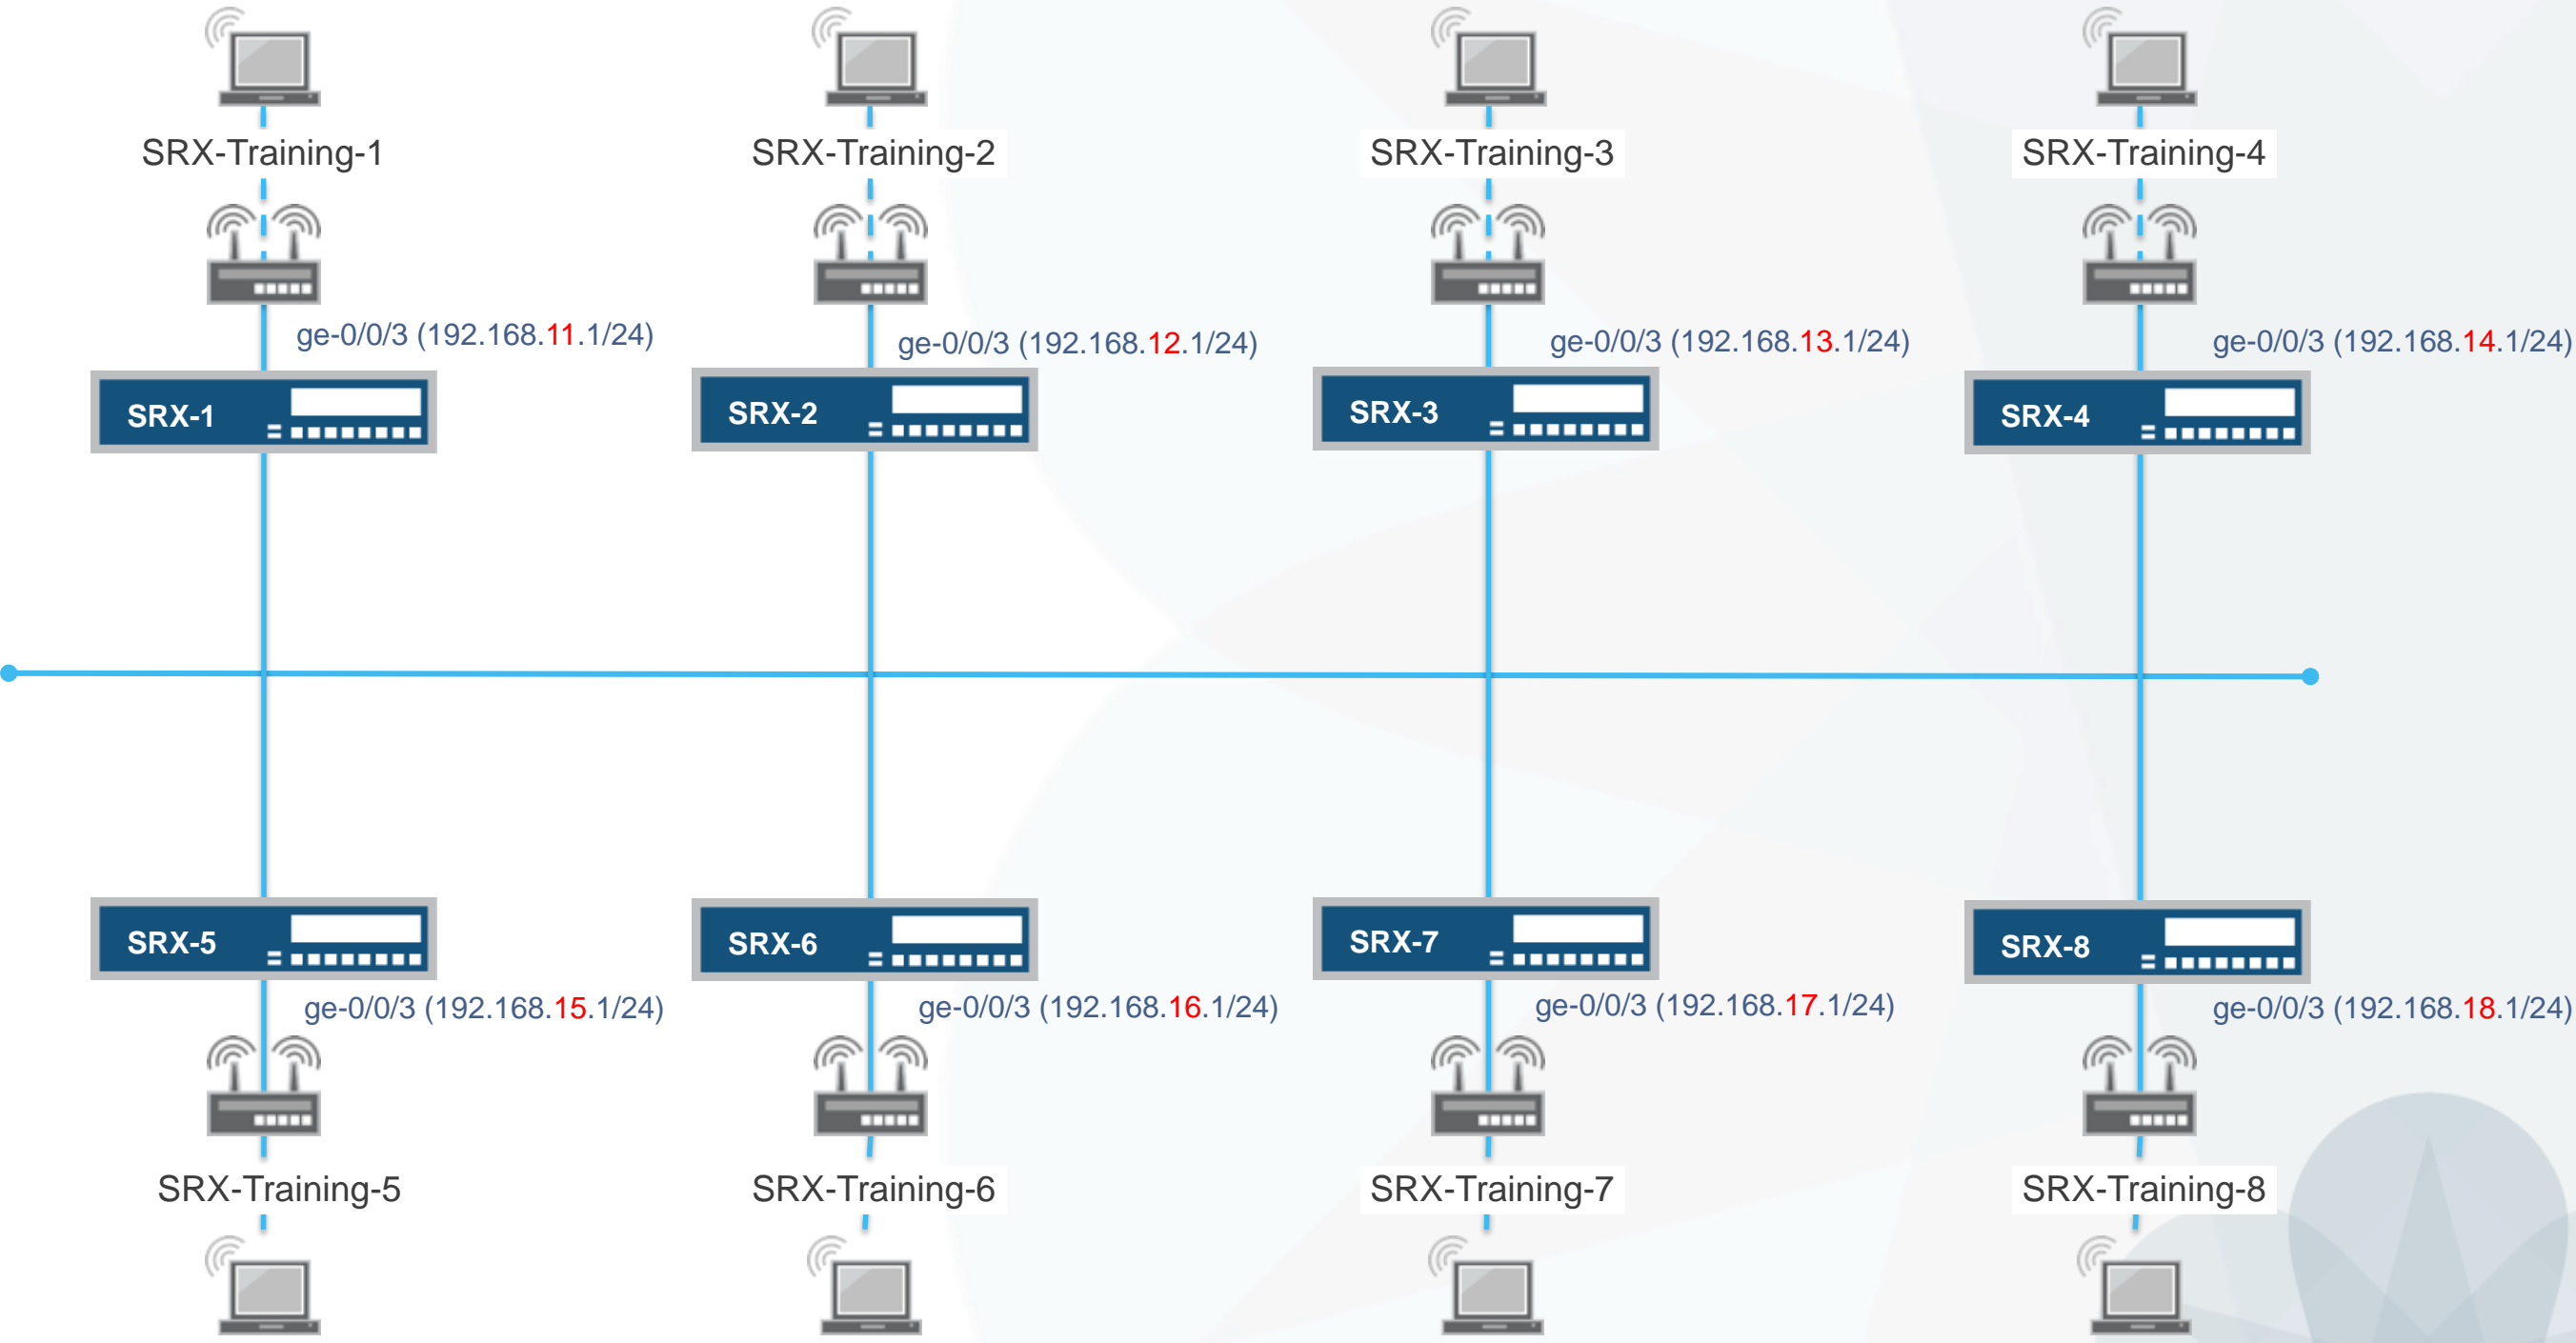 SRX-Training-1
SRX-Training-2
SRX-Training-3
SRX-Training-4
ge-0/0/3 (192.168.11.1/24)
ge-0/0/3 (192.168.12.1/24)
ge-0/0/3 (192.168.13.1/24)
ge-0/0/3 (192.168.14.1/24)
SRX-1
SRX-2
SRX-3
SRX-4
SRX-5
SRX-6
SRX-7
SRX-8
ge-0/0/3 (192.168.15.1/24)
ge-0/0/3 (192.168.16.1/24)
ge-0/0/3 (192.168.17.1/24)
ge-0/0/3 (192.168.18.1/24)
SRX-Training-5
SRX-Training-6
SRX-Training-7
SRX-Training-8